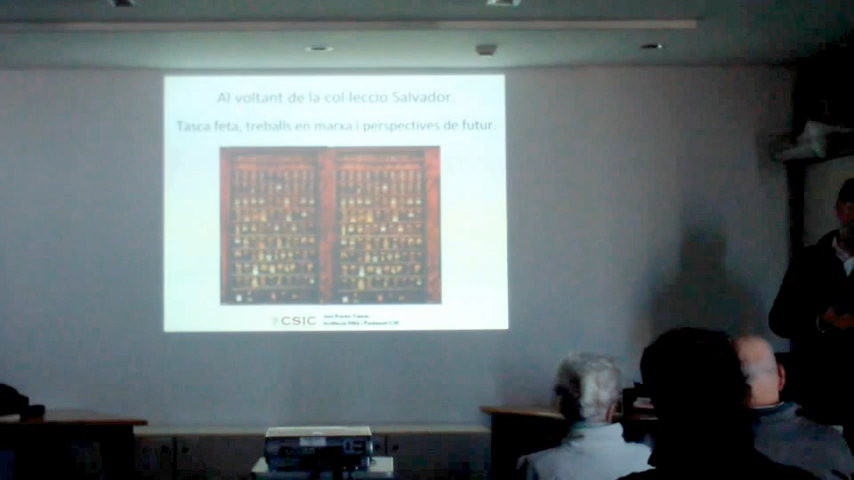 Al voltant de la col·lecció Salvador.
Tasca feta, treballs en marxa i perspectives de futur.
CSIC